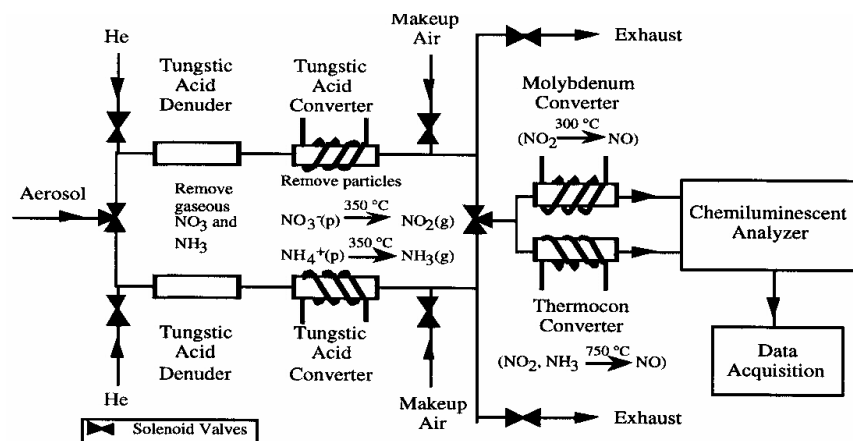 He
Makeup
Air
Exhaust
Tungstic
Acid
Denuder
Tungstic
Acid
Converter
Molybdenum
Converter
(NO₂ 300 °C NO)
Aerosol
Remove
gaseous
NO₃ and
NH₃
Remove particles
NO₃⁻(p) 350 °C NO₂(g)
NH₄⁺(p) 350 °C NH₃(g)
Chemiluminescent
Analyzer
Tungstic
Acid
Denuder
Tungstic
Acid
Converter
Thermocon
Converter
(NO₂, NH₃ 750 °C NO)
Data
Acquisition
He
Makeup
Air
Exhaust
Solenoid Valves